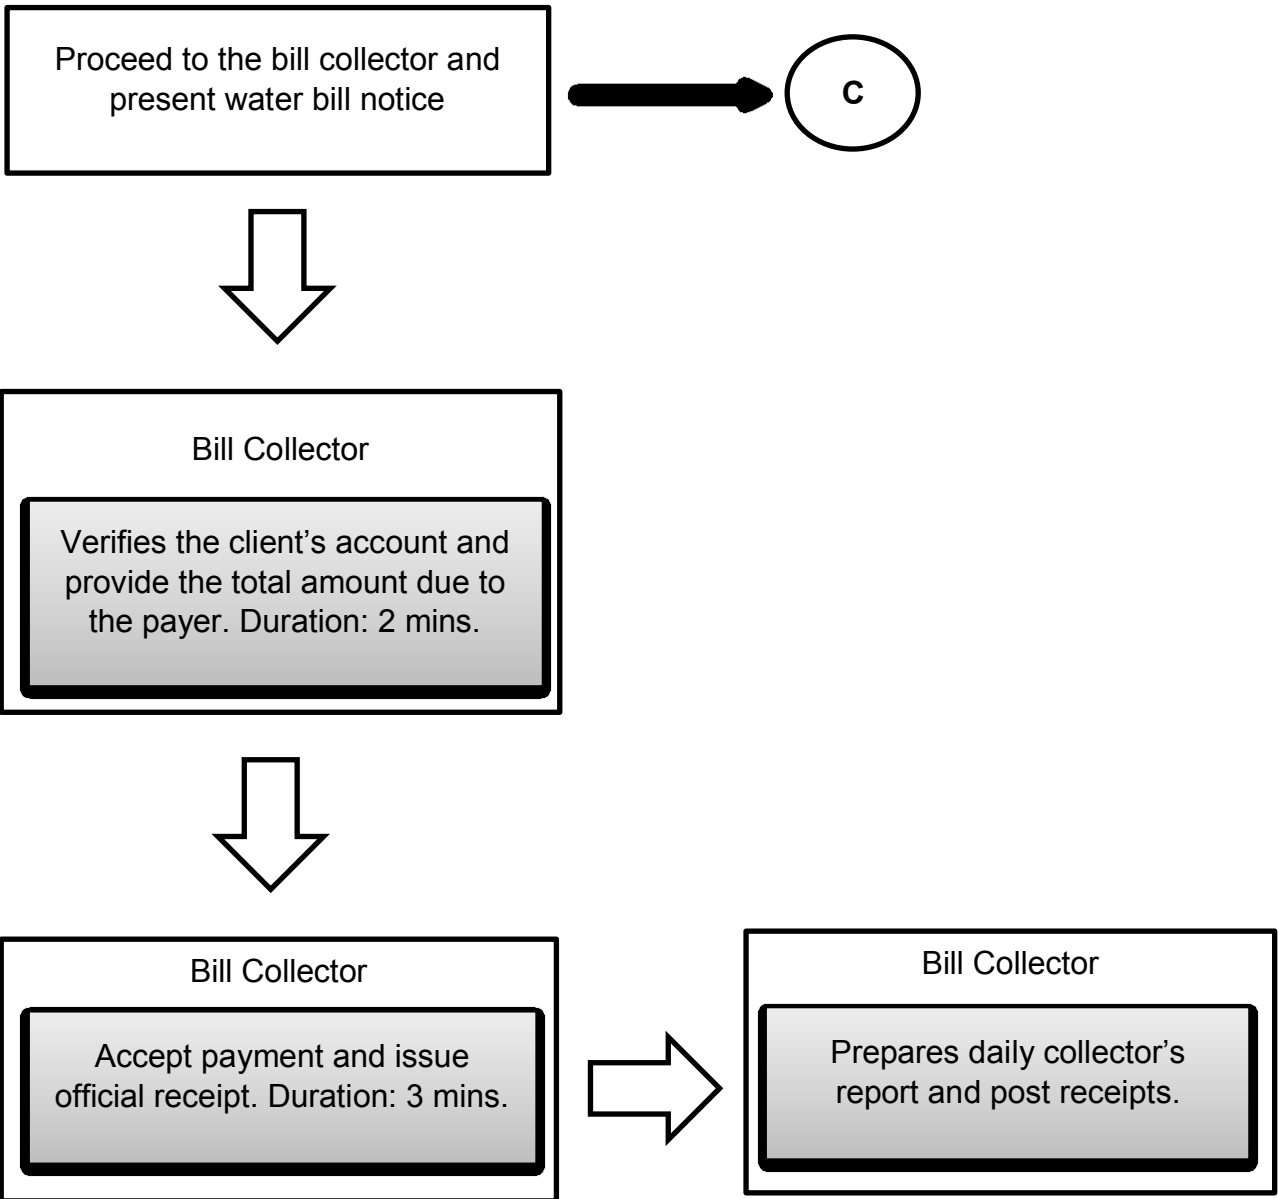 Proceed to the bill collector and
present water bill notice
C
Bill Collector
Verifies the client’s account and
provide the total amount due to
the payer. Duration: 2 mins.
Bill Collector
Accept payment and issue
official receipt. Duration: 3 mins.
Bill Collector
Prepares daily collector’s
report and post receipts.